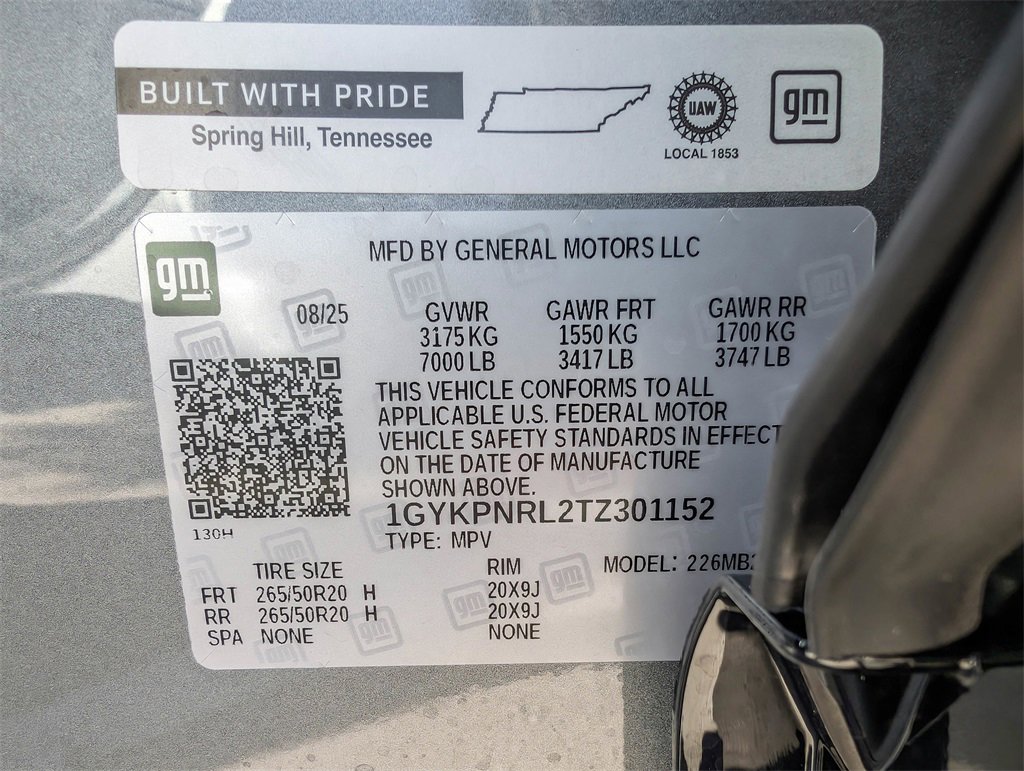 BUILT WITH PRIDE
Spring Hill, Tennessee
UAW
LOCAL 1853
gm
MFD BY GENERAL MOTORS LLC
gm
08/25 GVWR GAWR FRT GAWR RR
3175 KG 1550 KG 1700 KG
7000 LB 3417 LB 3747 LB
THIS VEHICLE CONFORMS TO ALL
APPLICABLE U.S. FEDERAL MOTOR
VEHICLE SAFETY STANDARDS IN EFFECT
ON THE DATE OF MANUFACTURE
SHOWN ABOVE.
1GYKPNRL2TZ301152
130H
TYPE: MPV
TIRE SIZE RIM MODEL:
FRT 265/50R20 H 20X9J
RR 265/50R20 H 20X9J
SPA NONE NONE